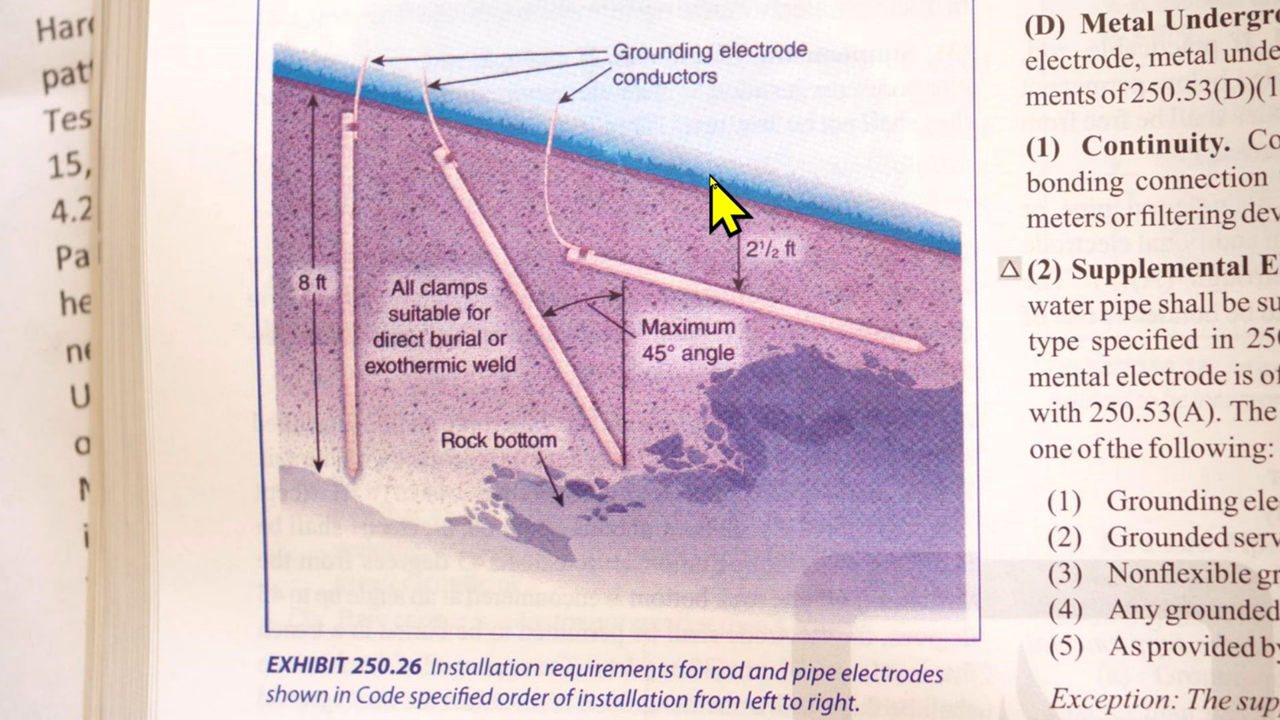 Har
pat
Tes
15,
4.2
Pa
he
ne
U
Grounding electrode
conductors
8 ft
All clamps
suitable for
direct burial or
exothermic weld
2½ ft
Maximum
45° angle
Rock bottom
EXHIBIT 250.26 Installation requirements for rod and pipe electrodes
shown in Code specified order of installation from left to right.
(D) Metal Undergr
electrode, metal unde
ments of 250.53(D)(1
(1) Continuity. Co
bonding connection
meters or filtering dev
△ (2) Supplemental E
water pipe shall be su
type specified in 250
mental electrode is of
with 250.53(A). The
one of the following:
(1) Grounding ele
(2) Grounded serv
(3) Nonflexible gr
(4) Any grounded
(5) As provided by
Exception: The sup